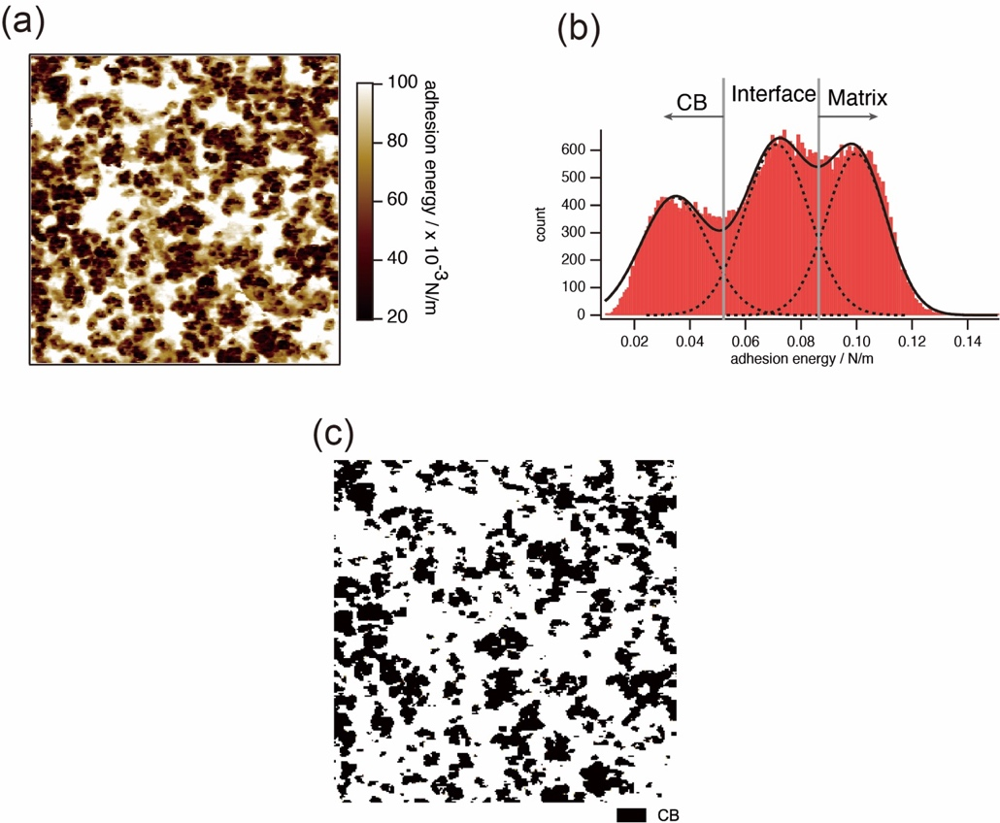 (a)
100
80
60
40
20
adhesion energy / x 10⁻³ N/m
(b)
CB
Interface
Matrix
600
500
400
300
200
100
0
count
0.02 0.04 0.06 0.08 0.10 0.12 0.14
adhesion energy / N/m
(c)
CB